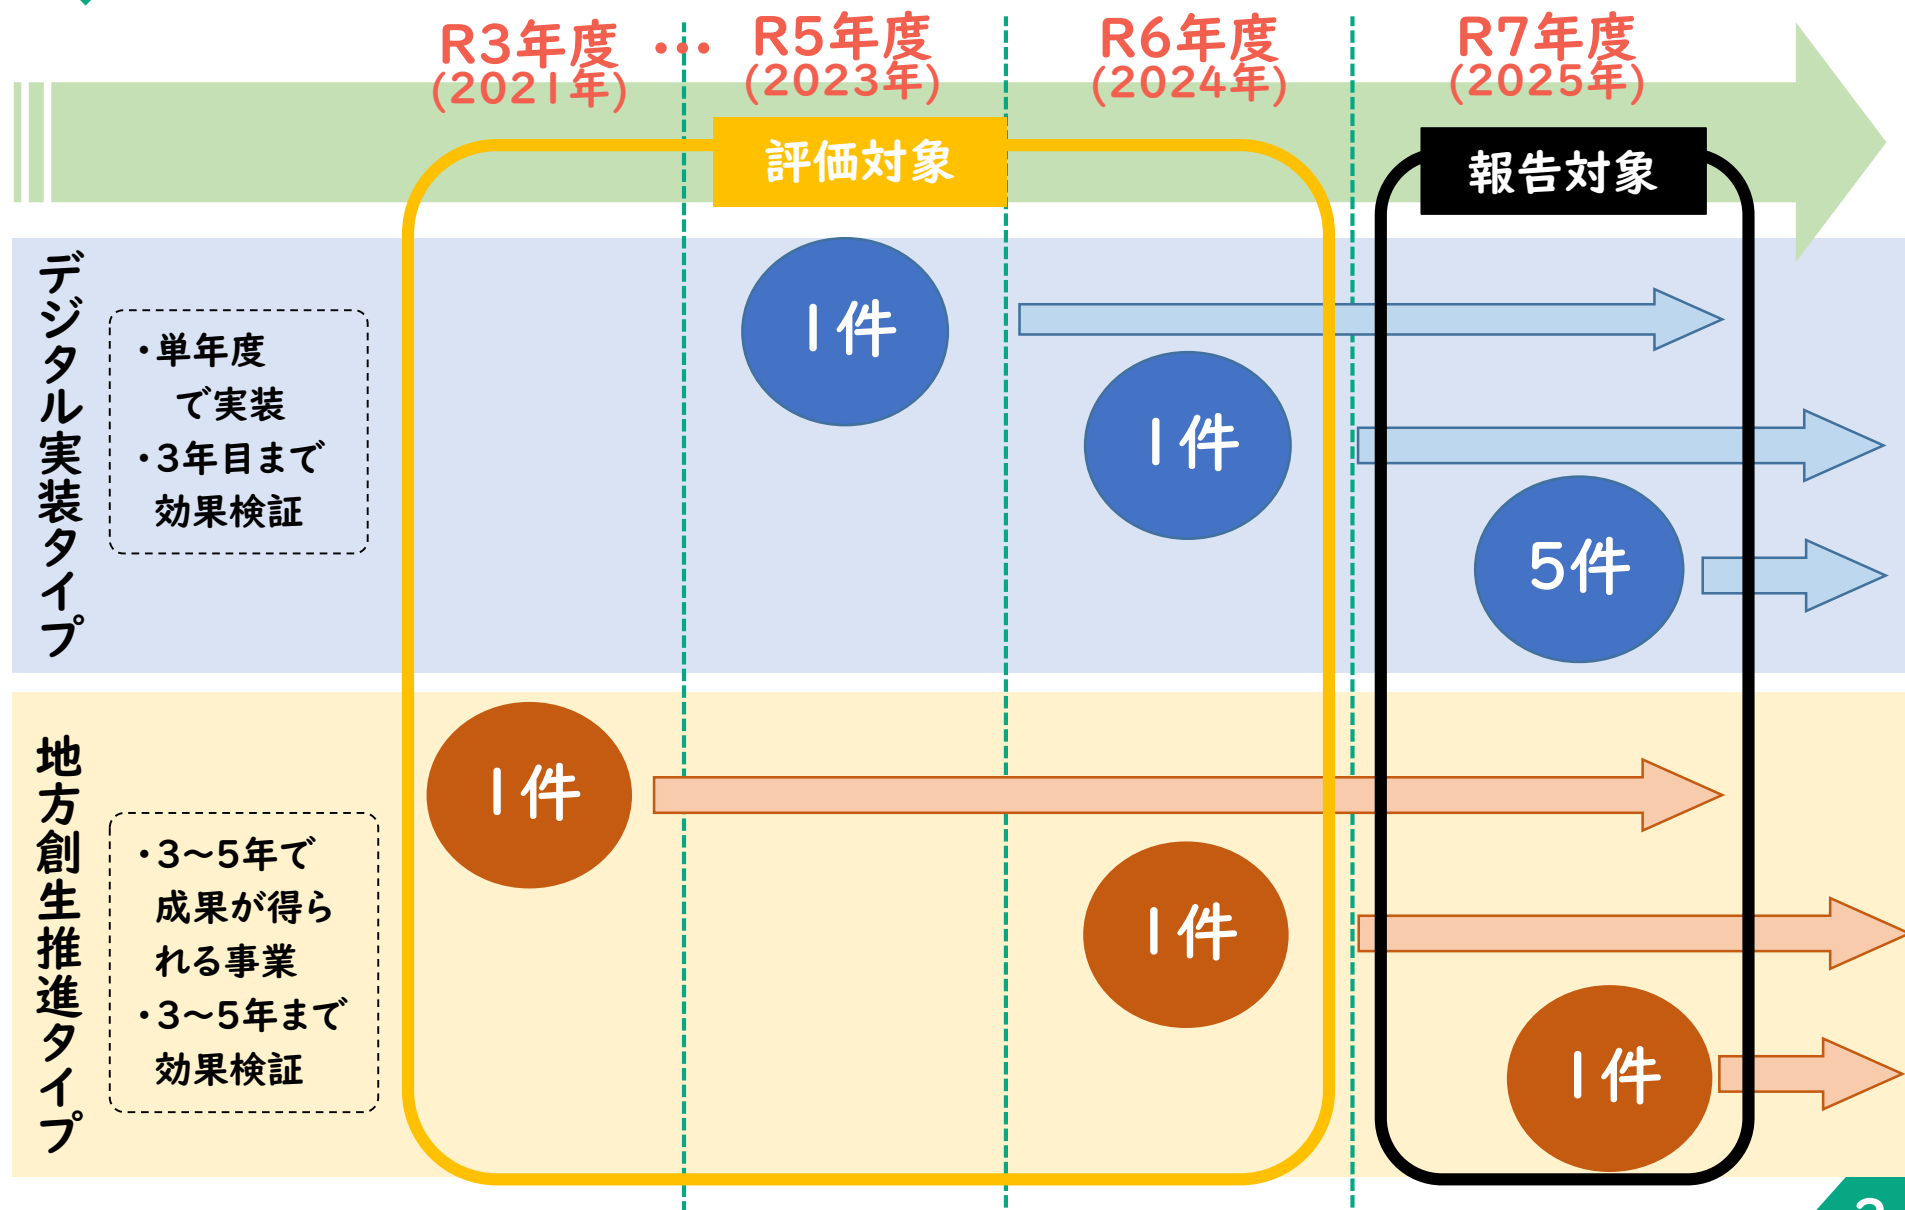 R3年度 ••• R5年度 R6年度 R7年度
(2021年) (2023年) (2024年) (2025年)
評価対象
報告対象
デジタル実装タイプ
・単年度
で実装
・3年目まで
効果検証
1件
1件
5件
地方創生推進タイプ
・3～5年で
成果が得ら
れる事業
・3～5年まで
効果検証
1件
1件
1件